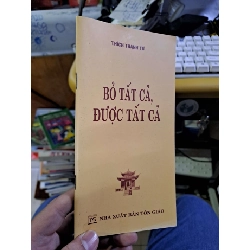 THÍCH THANH TỪ
BỎ TẤT CẢ,
ĐƯỢC TẤT CẢ
NHÀ XUẤT BẢN TÔN GIÁO